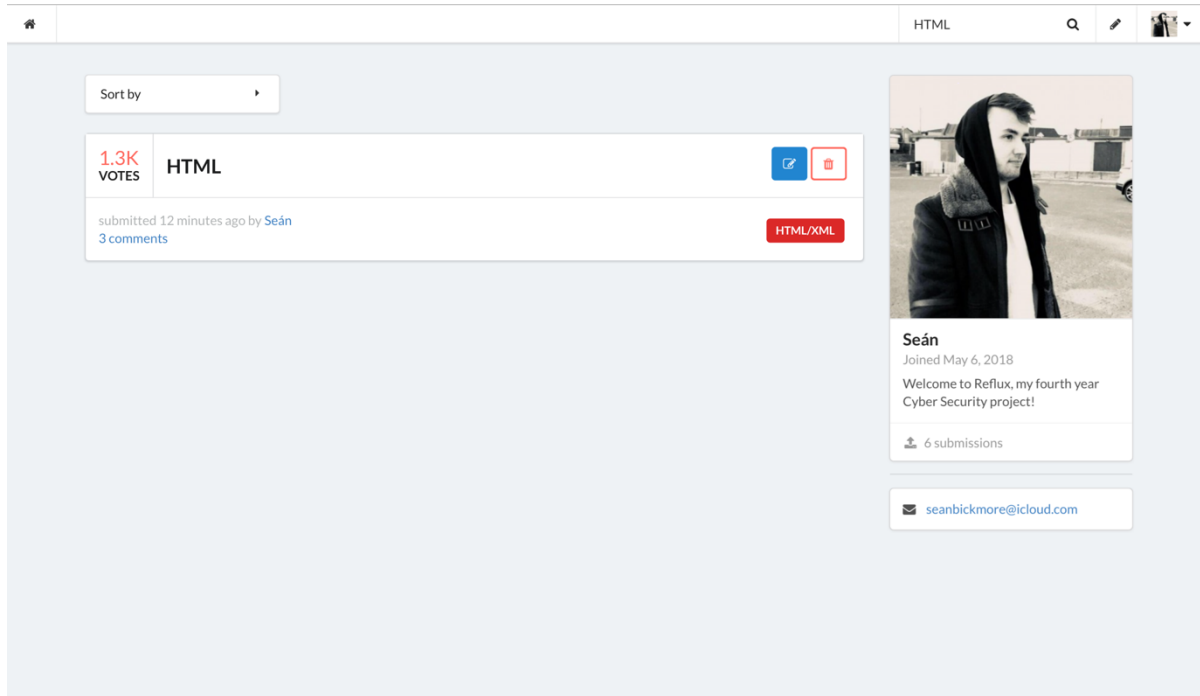 HTML
Sort by
1.3K
VOTES
HTML
submitted 12 minutes ago by Seán
3 comments
HTML/XML
Seán
Joined May 6, 2018
Welcome to Reflux, my fourth year
Cyber Security project!
6 submissions
seanbickmore@icloud.com